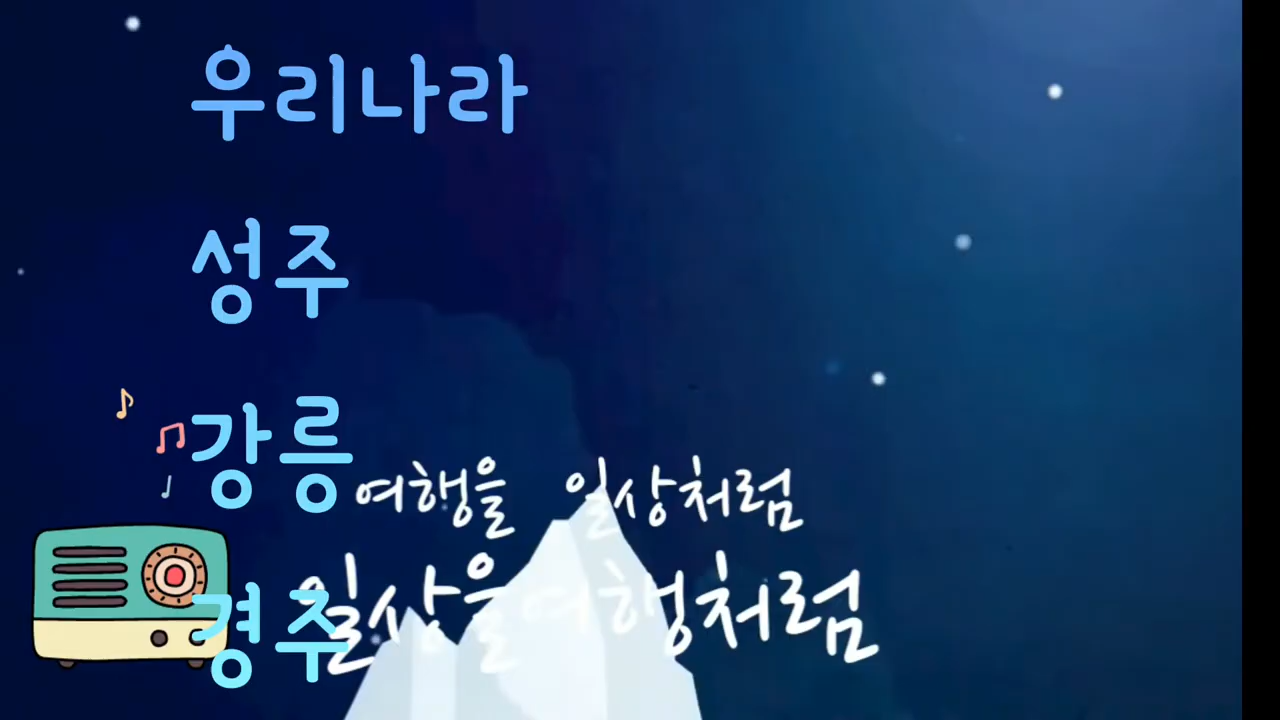 우리나라
성주
강릉
여행을 일상처럼
경주
일상을여행처럼